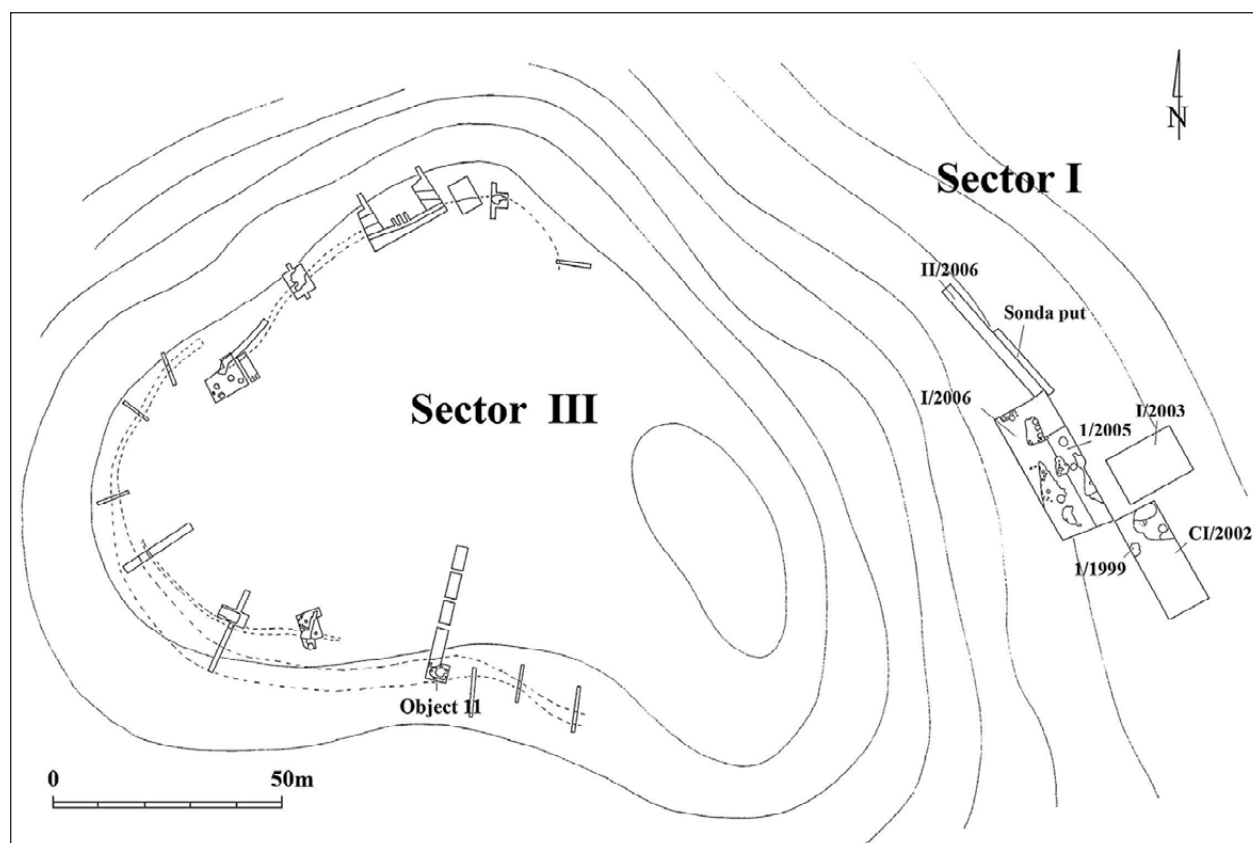 N
Sector I
II/2006
Sonda put
I/2006
Sector III
I/2003
1/2005
CI/2002
1/1999
Object 11
0 50m